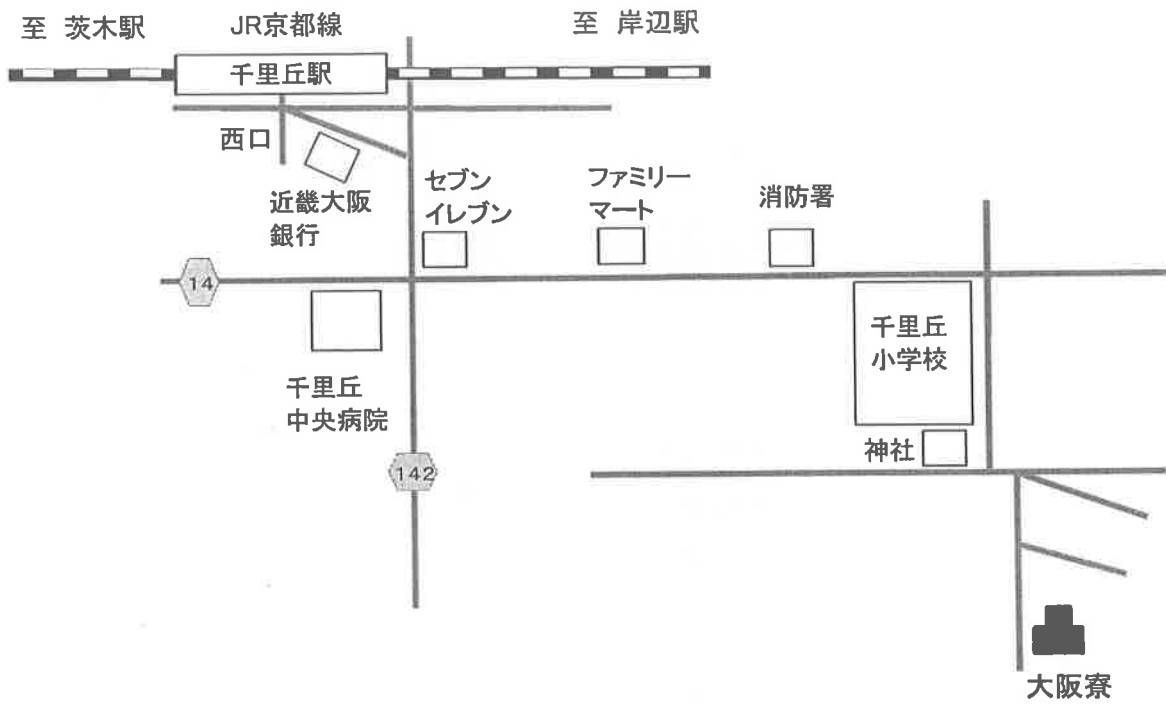 至 茨木駅
JR京都線
至 岸辺駅
千里丘駅
西口
近畿大阪
銀行
セブン
イレブン
ファミリー
マート
消防署
14
千里丘
中央病院
142
千里丘
小学校
神社
大阪寮